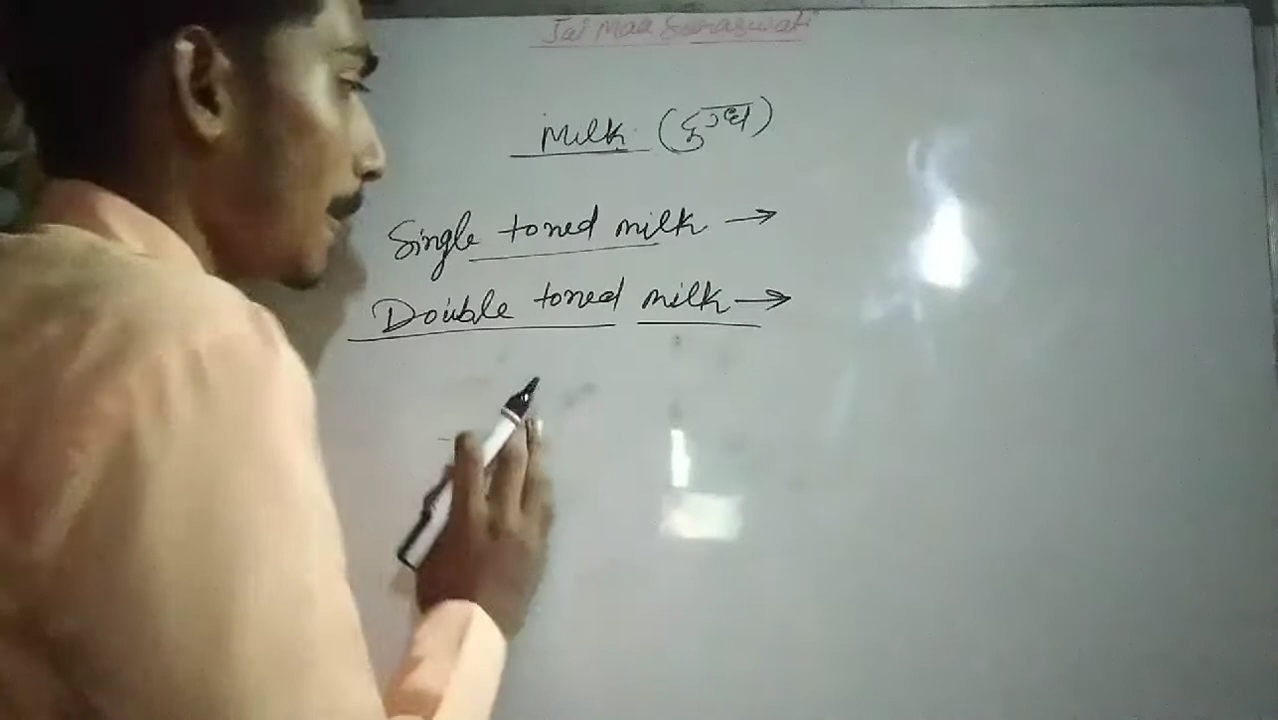 Jai Maa Saraswati
Milk (दुग्ध)
Single toned milk →
Double toned milk →